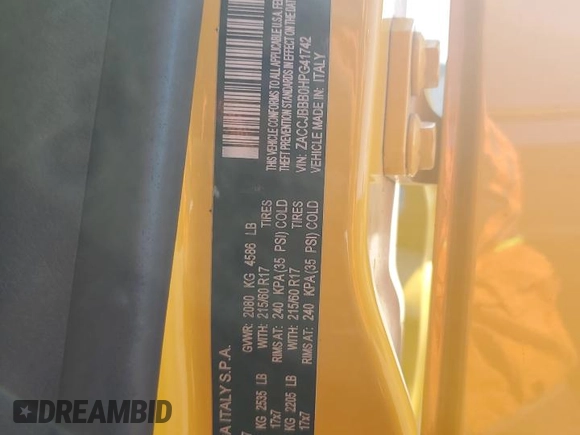 THIS VEHICLE CONFORMS TO ALL APPLICABLE U.S.A. FE
THEFT PREVENTION STANDARDS IN EFFECT ON THE DAT
VIN: ZACCJBBB0HPG41742
VEHICLE MADE IN: ITALY
A ITALY S.P.A.
GVWR: 2080 KG 4586 LB
KG 2535 LB WITH: 215/60 R17 TIRES
17x7 RIMS AT: 240 KPA(35 PSI) COLD
KG 2205 LB WITH: 215/60 R17 TIRES
17x7 RIMS AT: 240 KPA(35 PSI) COLD
DREAMBID